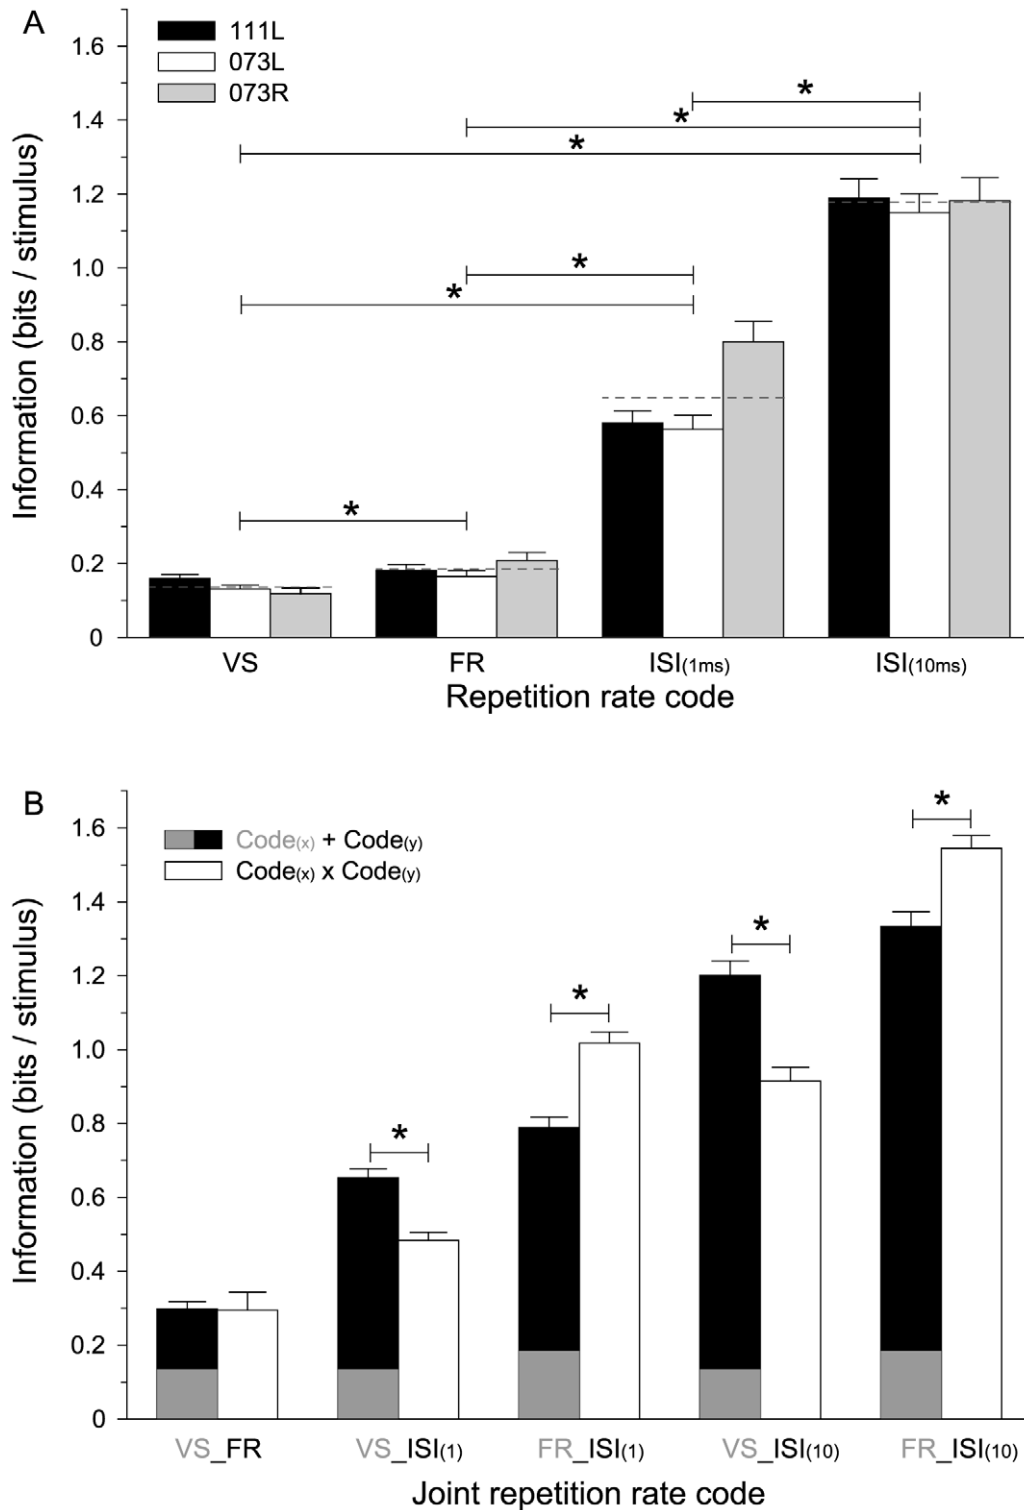 A
111L
073L
073R
Information (bits / stimulus)
1.6
1.4
1.2
1.0
0.8
0.6
0.4
0.2
0
*
*
*
*
*
*
VS FR ISI(1ms) ISI(10ms)
Repetition rate code
B
Code(x) + Code(y)
Code(x) x Code(y)
Information (bits / stimulus)
1.6
1.4
1.2
1.0
0.8
0.6
0.4
0.2
0
*
*
*
*
VS_FR VS_ISI(1) FR_ISI(1) VS_ISI(10) FR_ISI(10)
Joint repetition rate code